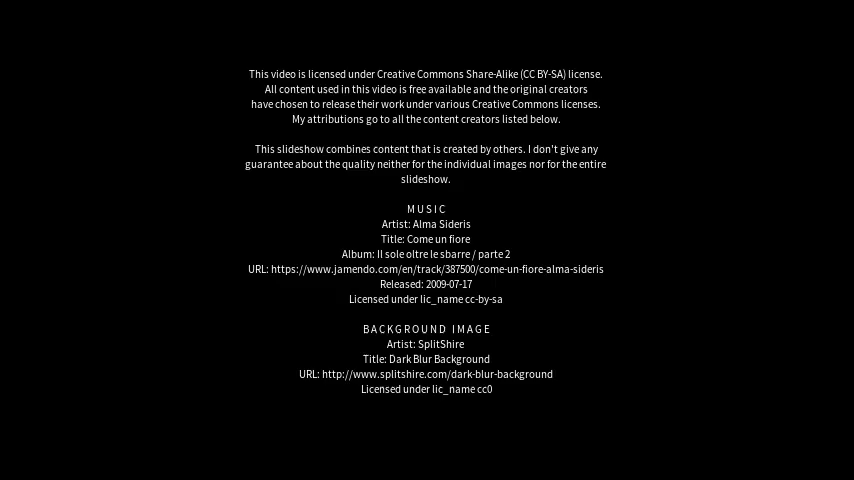 This video is licensed under Creative Commons Share-Alike (CC BY-SA) license.
All content used in this video is free available and the original creators
have chosen to release their work under various Creative Commons licenses.
My attributions go to all the content creators listed below.
This slideshow combines content that is created by others. I don't give any
guarantee about the quality neither for the individual images nor for the entire
slideshow.
MUSIC
Artist: Alma Sideris
Title: Come un fiore
Album: Il sole oltre le sbarre / parte 2
URL: https://www.jamendo.com/en/track/387500/come-un-fiore-alma-sideris
Released: 2009-07-17
Licensed under lic_name cc-by-sa
BACKGROUND IMAGE
Artist: SplitShire
Title: Dark Blur Background
URL: http://www.splitshire.com/dark-blur-background
Licensed under lic_name cc0